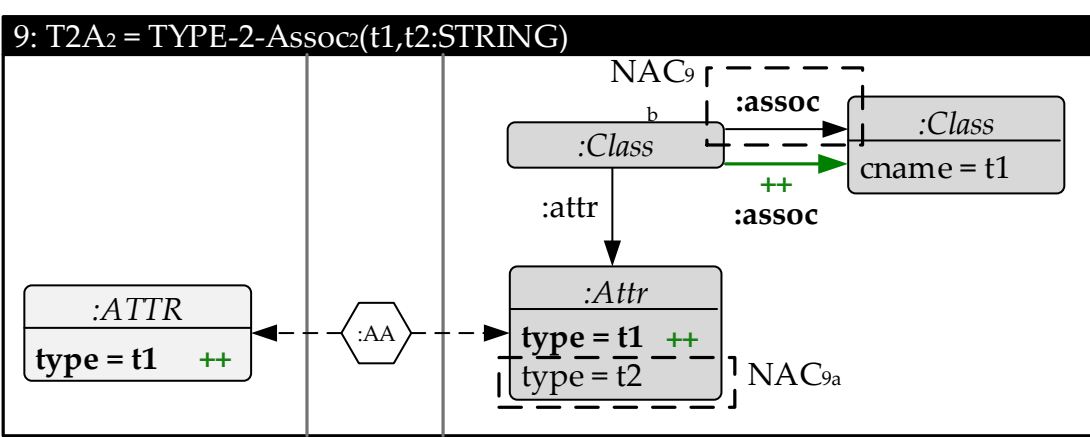 9: T2A₂ = TYPE-2-Assoc₂(t1,t2:STRING)
NAC₉
:assoc
b
:Class
:Class
cname = t1
++
:assoc
:attr
:ATTR
type = t1 ++
:AA
:Attr
type = t1 ++
type = t2
NAC₉ₐ